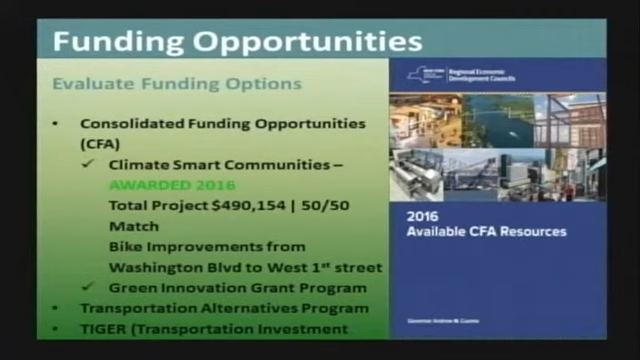 Funding Opportunities
Evaluate Funding Options
• Consolidated Funding Opportunities
(CFA)
✓ Climate Smart Communities –
AWARDED 2016
Total Project $490,154 | 50/50
Match
Bike Improvements from
Washington Blvd to West 1st street
✓ Green Innovation Grant Program
• Transportation Alternatives Program
• TIGER (Transportation Investment
Regional Economic
Development Councils
2016
Available CFA Resources
Governor Andrew M. Cuomo